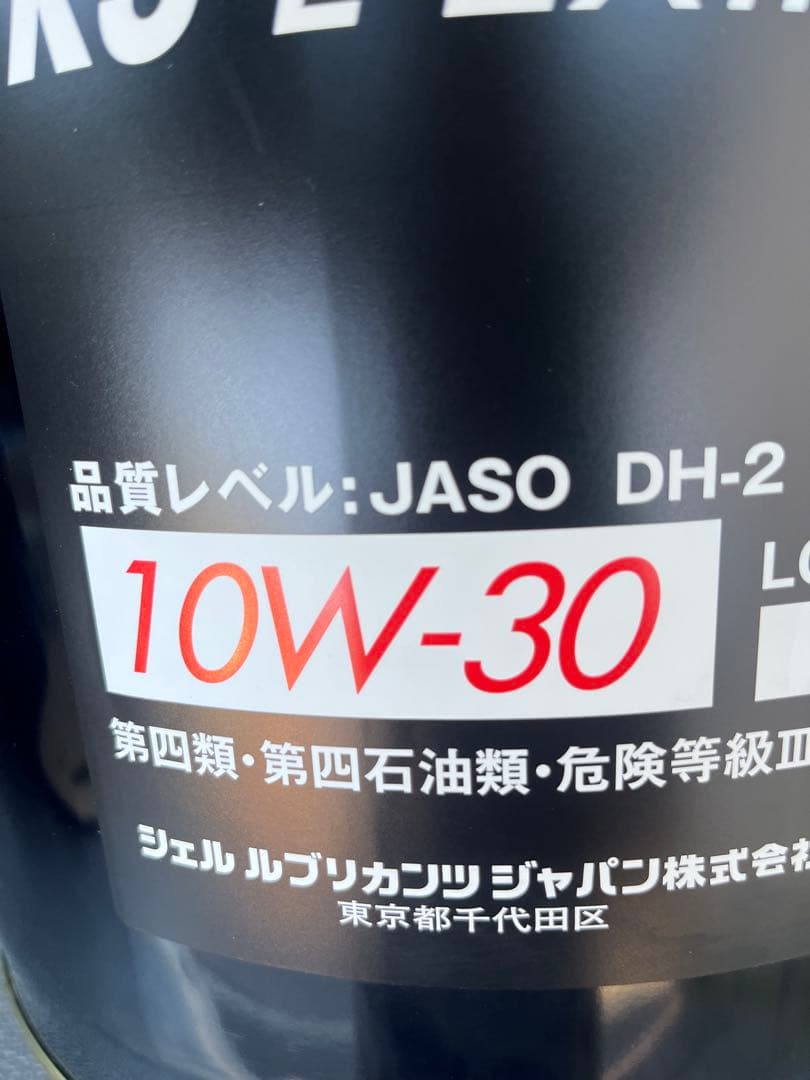 品質レベル:JASO DH-2
10W-30
第四類・第四石油類・危険等級III
シェル ルブリカンツ ジャパン株式会社
東京都千代田区